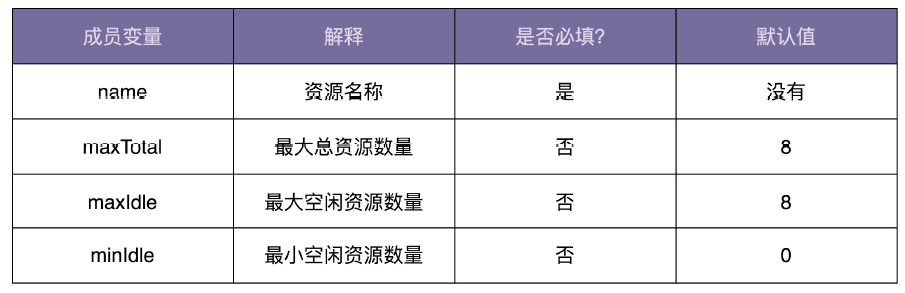 成员变量 解释 是否必填? 默认值
name 资源名称 是 没有
maxTotal 最大总资源数量 否 8
maxIdle 最大空闲资源数量 否 8
minIdle 最小空闲资源数量 否 0